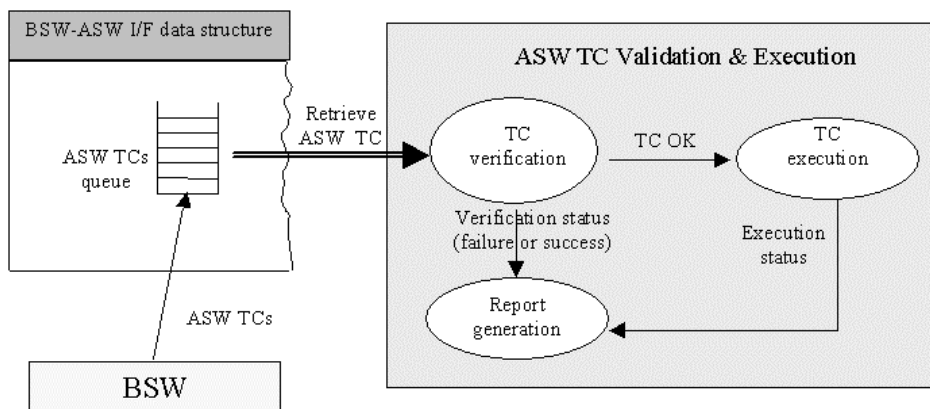 BSW-ASW I/F data structure
ASW TCs
queue
ASW TCs
BSW
Retrieve
ASW TC
ASW TC Validation & Execution
TC
verification
TC OK
TC
execution
Verification status
(failure or success)
Execution
status
Report
generation